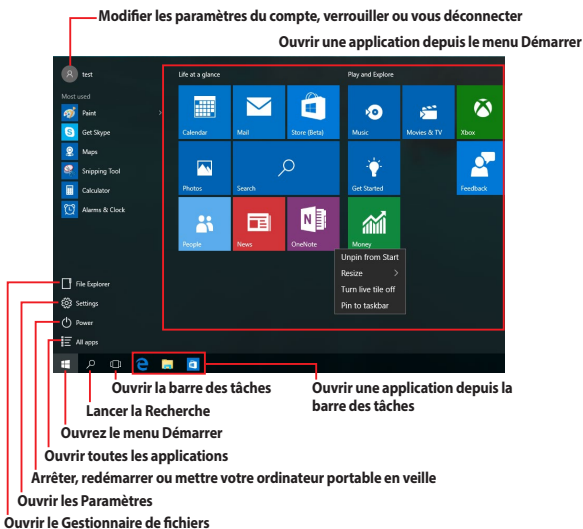 Modifier les paramètres du compte, verrouiller ou vous déconnecter
Ouvrir une application depuis le menu Démarrer
test
Life at a glance
Play and Explore
Most used
Paint
Get Skype
Maps
Snipping Tool
Calculator
Alarms & Clock
Calendar
Mail
Store (Beta)
Music
Movies & TV
Xbox
Photos
Search
Get Started
Feedback
People
News
OneNote
Money
Unpin from Start
Resize
Turn live tile off
Pin to taskbar
File Explorer
Settings
Power
All apps
Ouvrir la barre des tâches
Ouvrir une application depuis la
barre des tâches
Lancer la Recherche
Ouvrez le menu Démarrer
Ouvrir toutes les applications
Arrêter, redémarrer ou mettre votre ordinateur portable en veille
Ouvrir les Paramètres
Ouvrir le Gestionnaire de fichiers